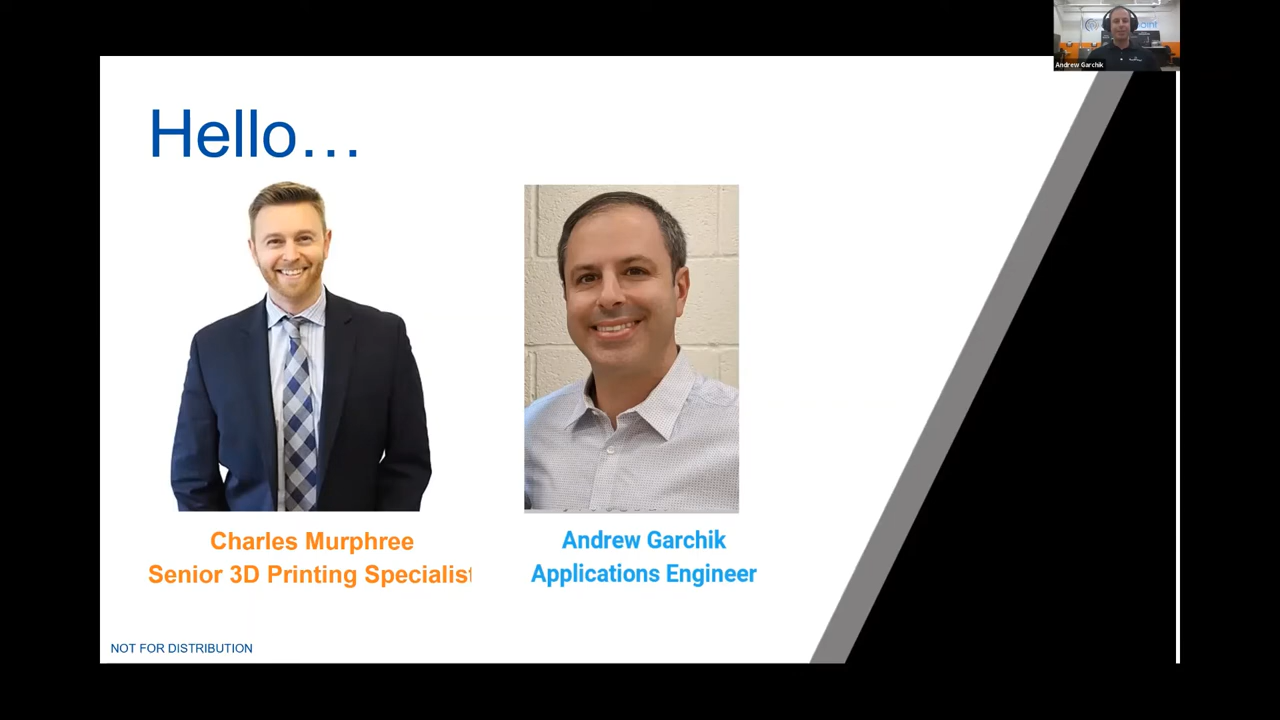 Hello…
Charles Murphree
Senior 3D Printing Specialist
Andrew Garchik
Applications Engineer
NOT FOR DISTRIBUTION
Andrew Garchik